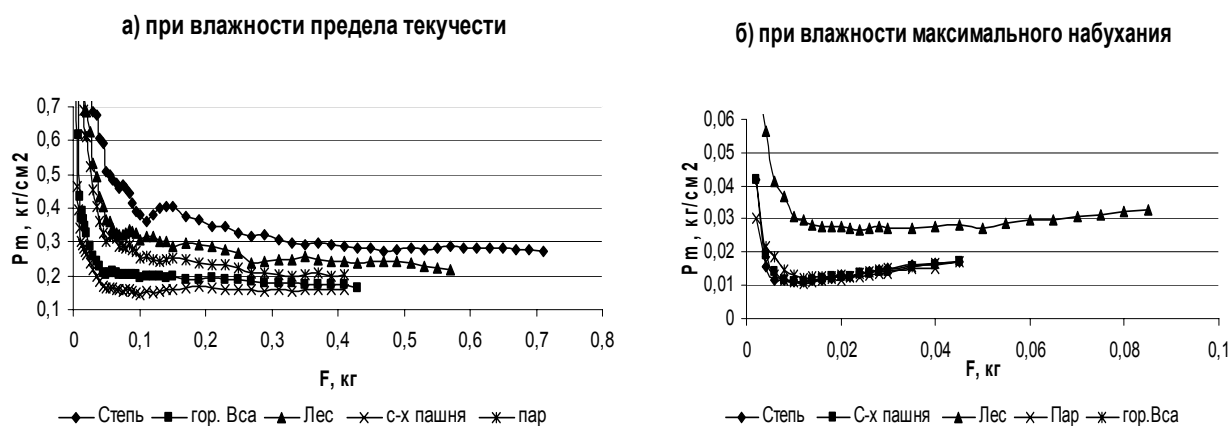 а) при влажности предела текучести
Pm , кг/см2
0,7
0,6
0,5
0,4
0,3
0,2
0,1
0 0,1 0,2 0,3 0,4 0,5 0,6 0,7 0,8
F, кг
Степь гор. Вса Лес с-х пашня пар
б) при влажности максимального набухания
Pm , кг/см2
0,06
0,05
0,04
0,03
0,02
0,01
0
0 0,02 0,04 0,06 0,08 0,1
F, кг
Степь С-х пашня Лес Пар гор.Вса